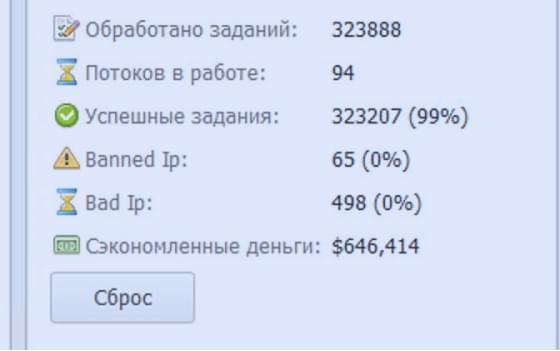 Обработано заданий: 323888
Потоков в работе: 94
Успешные задания: 323207 (99%)
Banned Ip: 65 (0%)
Bad Ip: 498 (0%)
Сэкономленные деньги: $646,414
Сброс